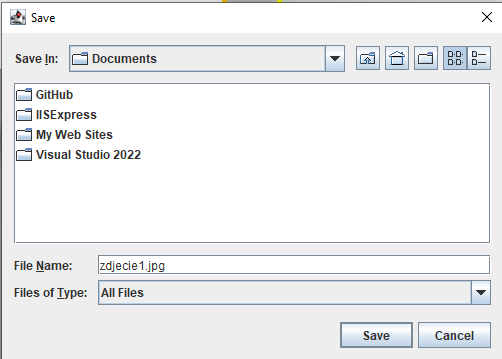 Save
Save In: Documents
GitHub
IISExpress
My Web Sites
Visual Studio 2022
File Name: zdjecie1.jpg
Files of Type: All Files
Save Cancel